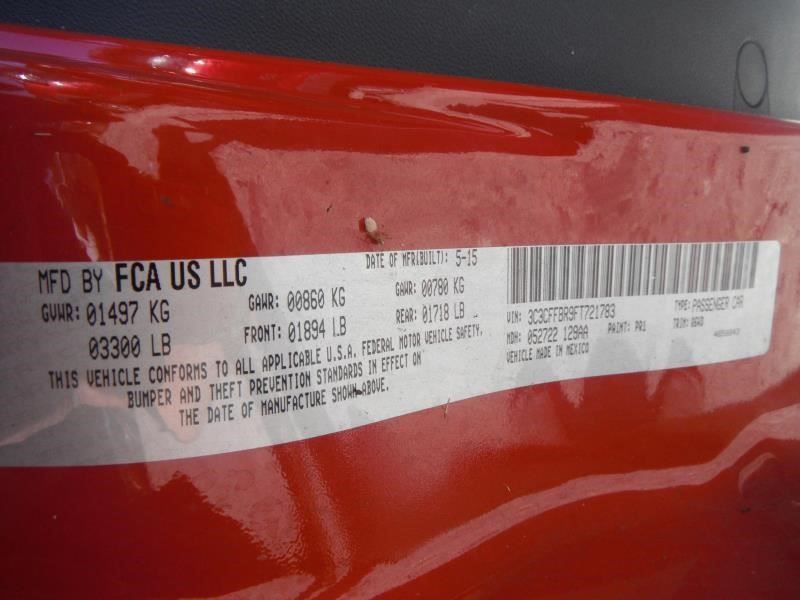 MFD BY FCA US LLC
DATE OF MFR(BUILT): 5-15
GVWR: 01497 KG
GAWR: 00860 KG
GAWR: 00780 KG
03300 LB
FRONT: 01894 LB
REAR: 01718 LB
THIS VEHICLE CONFORMS TO ALL APPLICABLE U.S.A. FEDERAL MOTOR VEHICLE SAFETY,
BUMPER AND THEFT PREVENTION STANDARDS IN EFFECT ON
THE DATE OF MANUFACTURE SHOWN ABOVE.
VIN: 3C3CFFBR9FT721783
TYPE: PASSENGER CAR
MDH: 052722 129AA
PAINT: PR1
TRIM:
VEHICLE MADE IN MEXICO